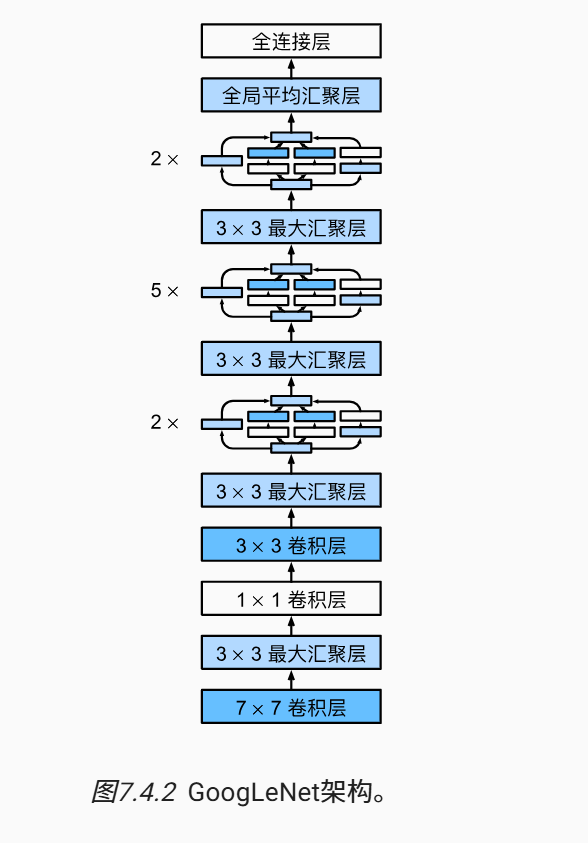 全连接层
全局平均汇聚层
2 ×
3 × 3 最大汇聚层
5 ×
3 × 3 最大汇聚层
2 ×
3 × 3 最大汇聚层
3 × 3 卷积层
1 × 1 卷积层
3 × 3 最大汇聚层
7 × 7 卷积层
图7.4.2 GoogLeNet架构。